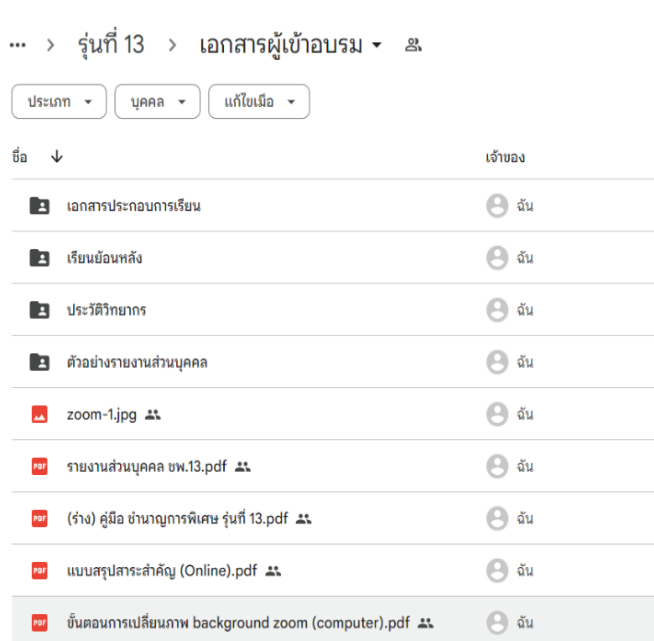 ··· > รุ่นที่ 13 > เอกสารผู้เข้าอบรม
ประเภท บุคคล แก้ไขเมื่อ
ชื่อ ↓ เจ้าของ
เอกสารประกอบการเรียน ฉัน
เรียนย้อนหลัง ฉัน
ประวัติวิทยากร ฉัน
ตัวอย่างรายงานส่วนบุคคล ฉัน
zoom-1.jpg ฉัน
PDF รายงานส่วนบุคคล ชพ.13.pdf ฉัน
PDF (ร่าง) คู่มือ ชำนาญการพิเศษ รุ่นที่ 13.pdf ฉัน
PDF แบบสรุปสาระสำคัญ (Online).pdf ฉัน
PDF ขั้นตอนการเปลี่ยนภาพ background zoom (computer).pdf ฉัน